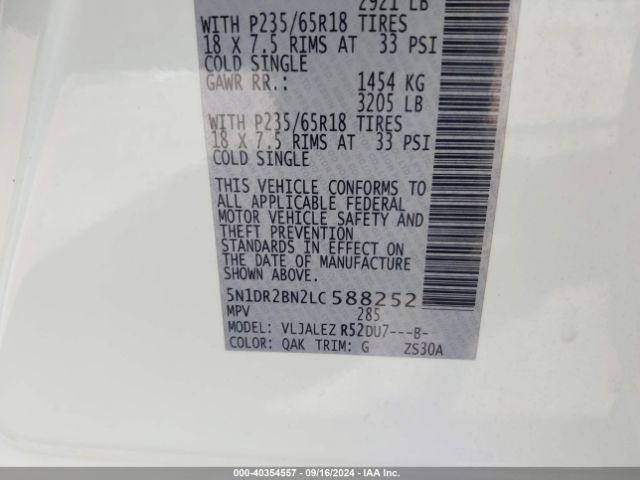 2921 LB
WITH P235/65R18 TIRES
18 X 7.5 RIMS AT 33 PSI
COLD SINGLE
GAWR RR.: 1454 KG
3205 LB
WITH P235/65R18 TIRES
18 X 7.5 RIMS AT 33 PSI
COLD SINGLE
THIS VEHICLE CONFORMS TO
ALL APPLICABLE FEDERAL
MOTOR VEHICLE SAFETY AND
THEFT PREVENTION
STANDARDS IN EFFECT ON
THE DATE OF MANUFACTURE
SHOWN ABOVE.
5N1DR2BN2LC588252
MPV 285
MODEL: VLJALEZ R52DU7---B-
COLOR: QAK TRIM: G ZS30A
000-40354557 - 09/16/2024 - IAA Inc.